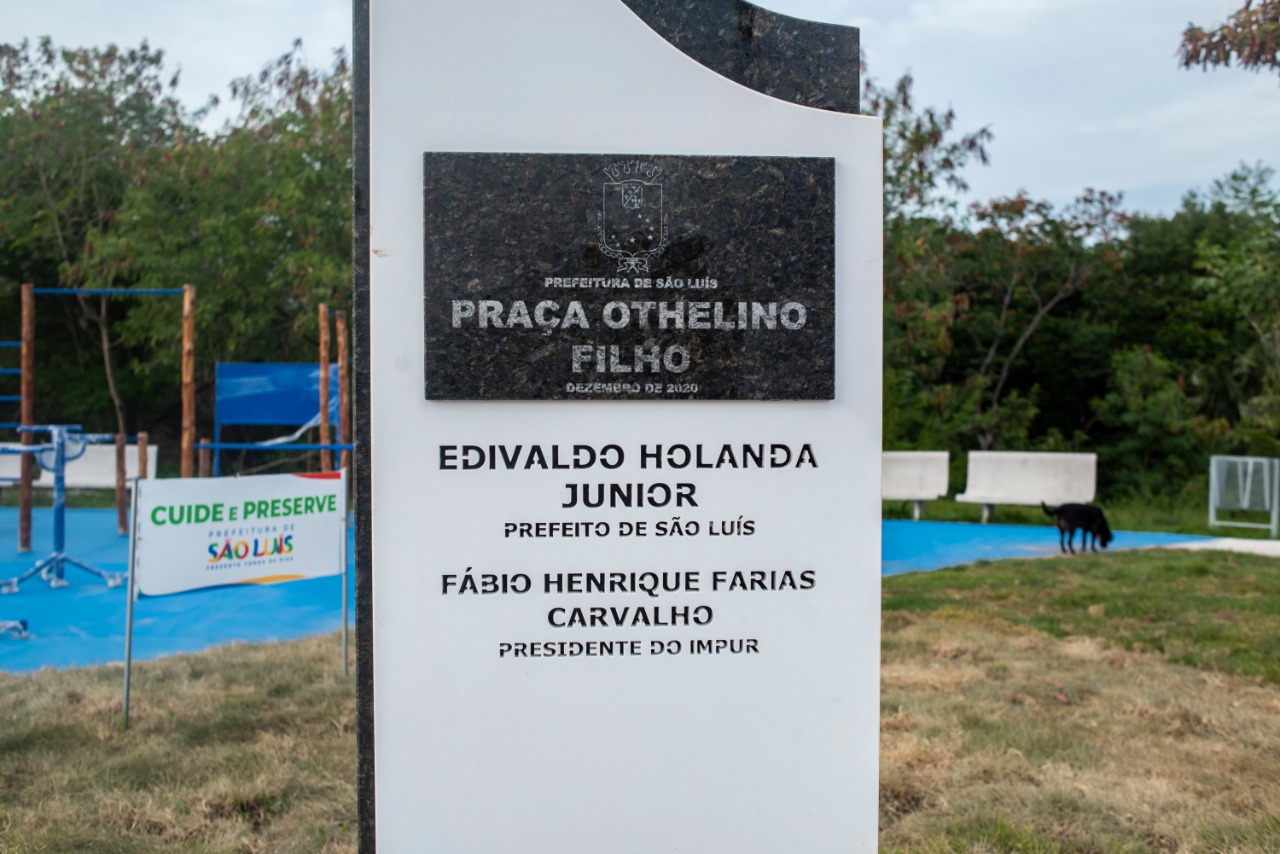 PREFEITURA DE SÃO LUÍS
PRAÇA OTHELINO
FILHO
DEZEMBRO DE 2020
EDIVALDO HOLANDA
JUNIOR
PREFEITO DE SÃO LUÍS
FÁBIO HENRIQUE FARIAS
CARVALHO
PRESIDENTE DO IMPUR
CUIDE E PRESERVE
PREFEITURA DE
SÃO LUÍS